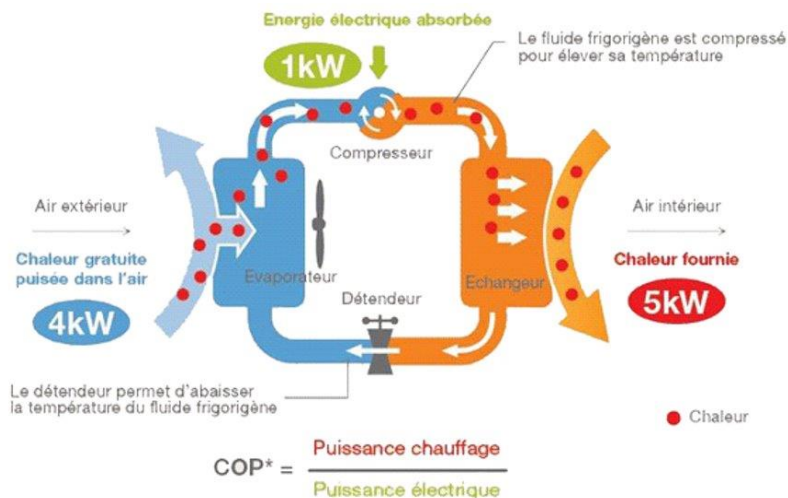 Energie électrique absorbée
1kW
Le fluide frigorigène est compressé
pour élever sa température
Compresseur
Air extérieur
Chaleur gratuite
puisée dans l'air
4kW
Evaporateur
Détendeur
Echangeur
Air intérieur
Chaleur fournie
5kW
Le détendeur permet d'abaisser
la température du fluide frigorigène
Chaleur
COP* =
Puissance chauffage
Puissance électrique